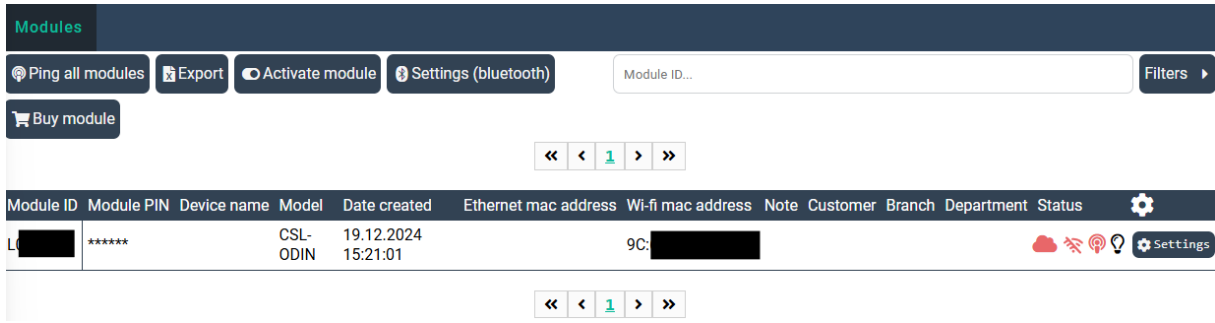 Modules
Ping all modules Export Activate module Settings (bluetooth) Module ID... Filters
Buy module
1
Module ID Module PIN Device name Model Date created Ethernet mac address Wi-fi mac address Note Customer Branch Department Status
****** CSL-ODIN 19.12.2024 9C:
15:21:01 Settings
1